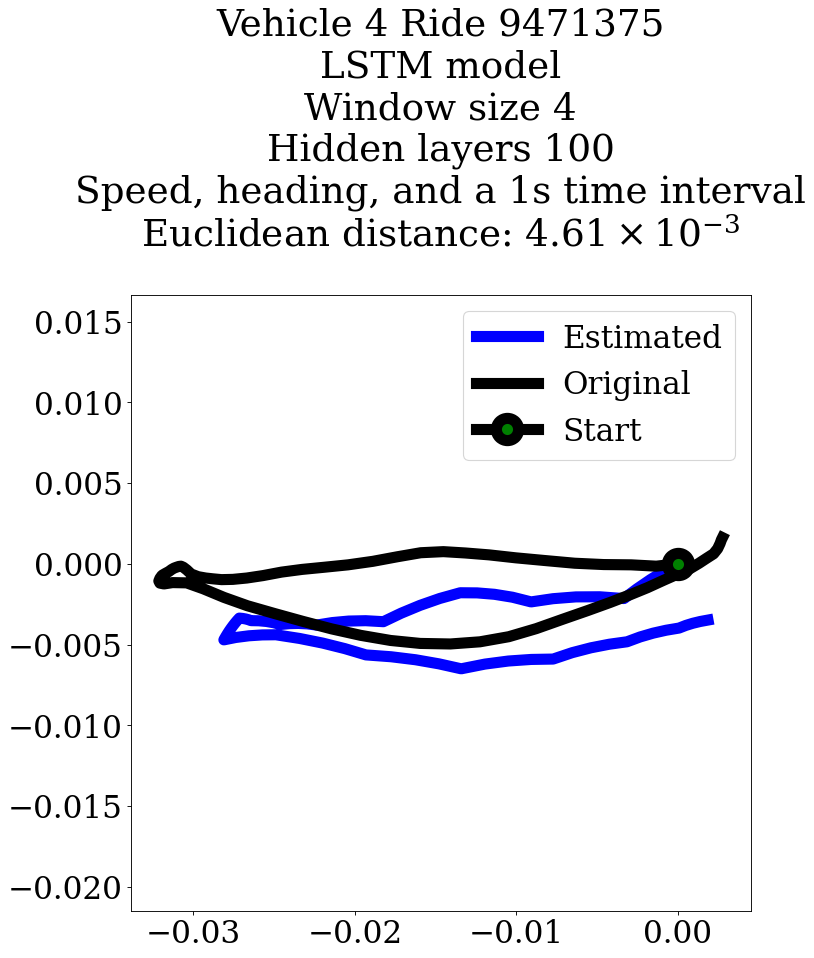 Vehicle 4 Ride 9471375
LSTM model
Window size 4
Hidden layers 100
Speed, heading, and a 1s time interval
Euclidean distance: 4.61 × 10⁻³
0.015
0.010
0.005
0.000
−0.005
−0.010
−0.015
−0.020
Estimated
Original
Start
−0.03 −0.02 −0.01 0.00